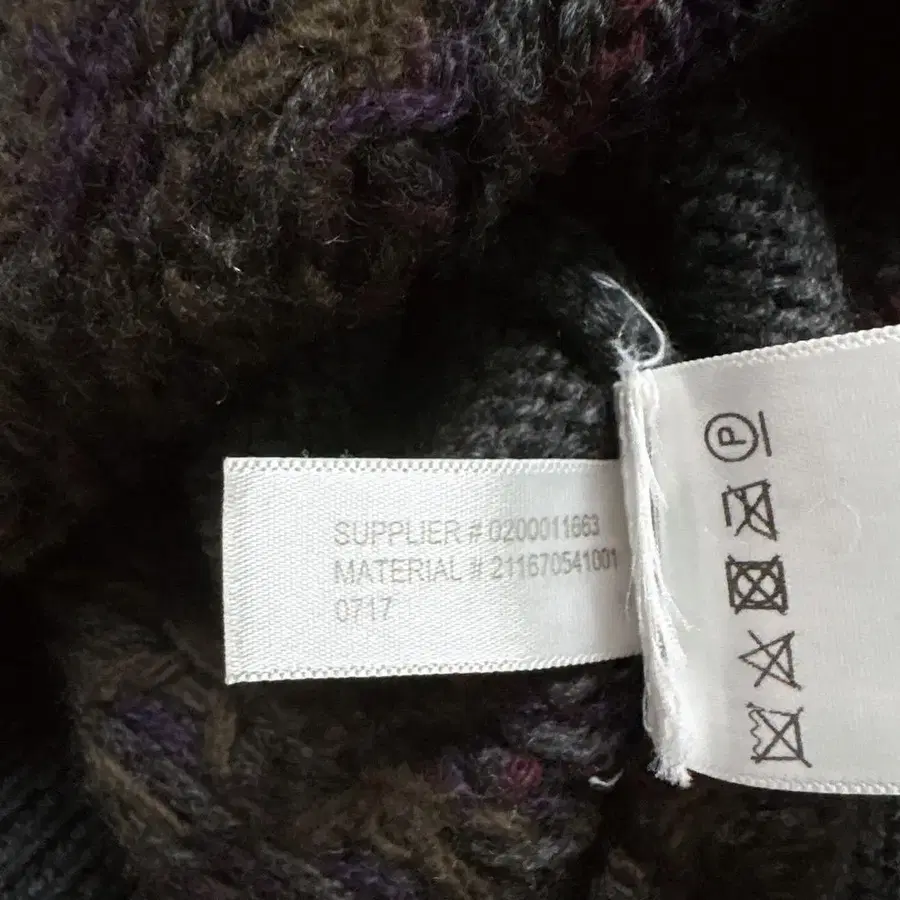 SUPPLIER # 0200011663
MATERIAL # 211670541001
0717
P